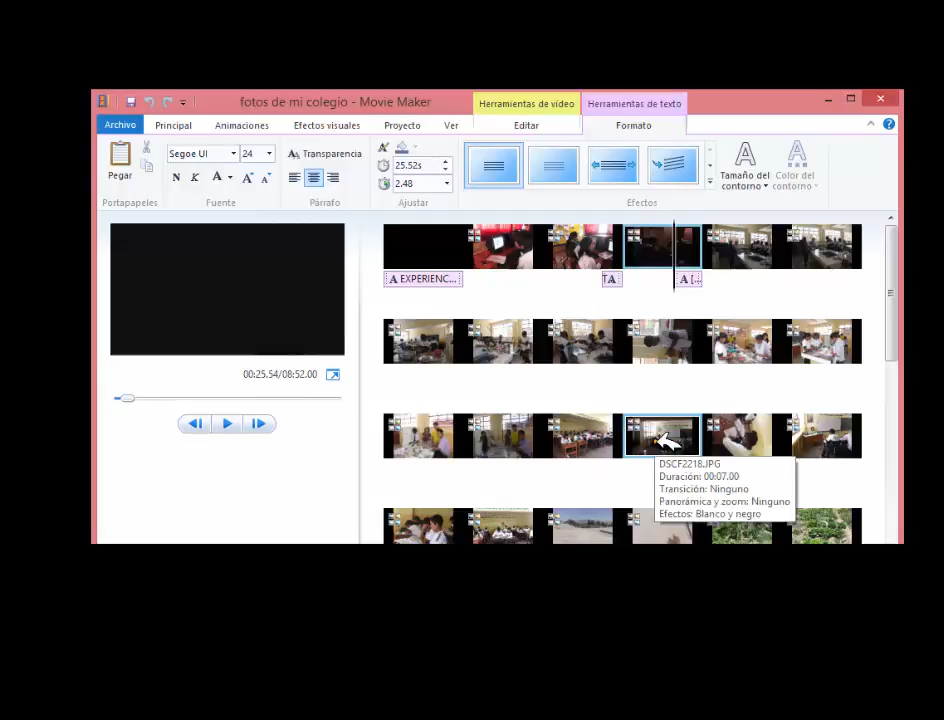 fotos de mi colegio - Movie Maker
Herramientas de vídeo
Herramientas de texto
Archivo
Principal
Animaciones
Efectos visuales
Proyecto
Ver
Editar
Formato
Pegar
Segoe UI
24
Transparencia
N K A A A
25.52s
2.48
Tamaño del
contorno
Color del
contorno
Portapapeles
Fuente
Párrafo
Ajustar
Efectos
A EXPERIENC...
TA
A [...
00:25.54/08:52.00
DSCF2218.JPG
Duración: 00:07.00
Transición: Ninguno
Panorámica y zoom: Ninguno
Efectos: Blanco y negro